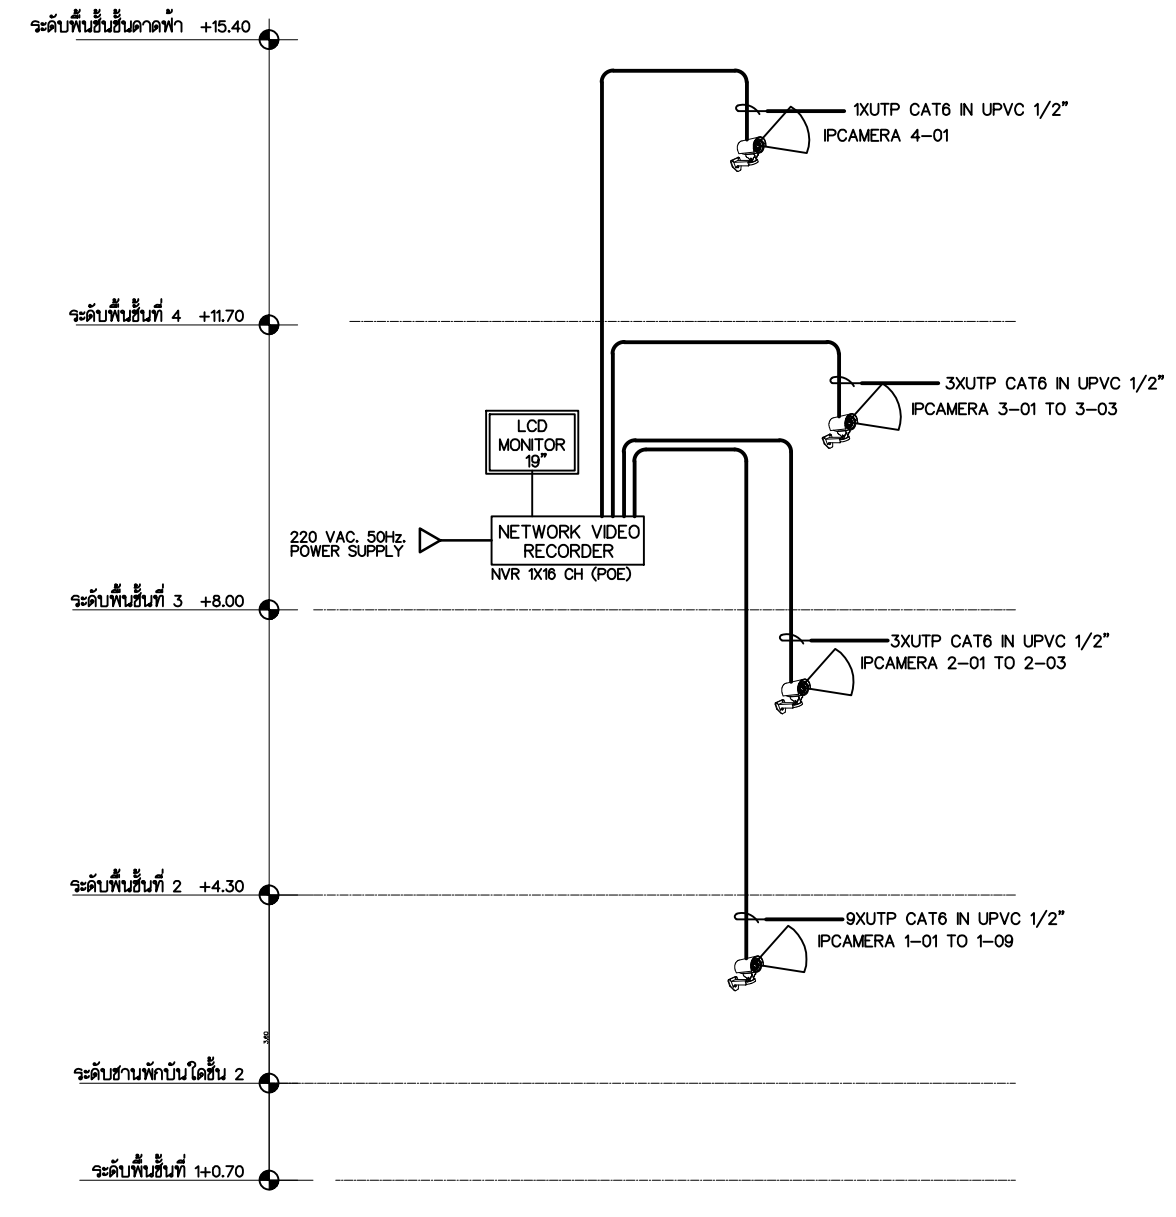 ระดับพื้นชั้นชั้นดาดฟ้า +15.40
1XUTP CAT6 IN UPVC 1/2"
IPCAMERA 4-01
ระดับพื้นชั้นที่ 4 +11.70
3XUTP CAT6 IN UPVC 1/2"
IPCAMERA 3-01 TO 3-03
LCD
MONITOR
19"
220 VAC. 50Hz.
POWER SUPPLY
NETWORK VIDEO
RECORDER
NVR 1X16 CH (POE)
ระดับพื้นชั้นที่ 3 +8.00
3XUTP CAT6 IN UPVC 1/2"
IPCAMERA 2-01 TO 2-03
ระดับพื้นชั้นที่ 2 +4.30
9XUTP CAT6 IN UPVC 1/2"
IPCAMERA 1-01 TO 1-09
3.60
ระดับชานพักบันใดชั้น 2
ระดับพื้นชั้นที่ 1+0.70